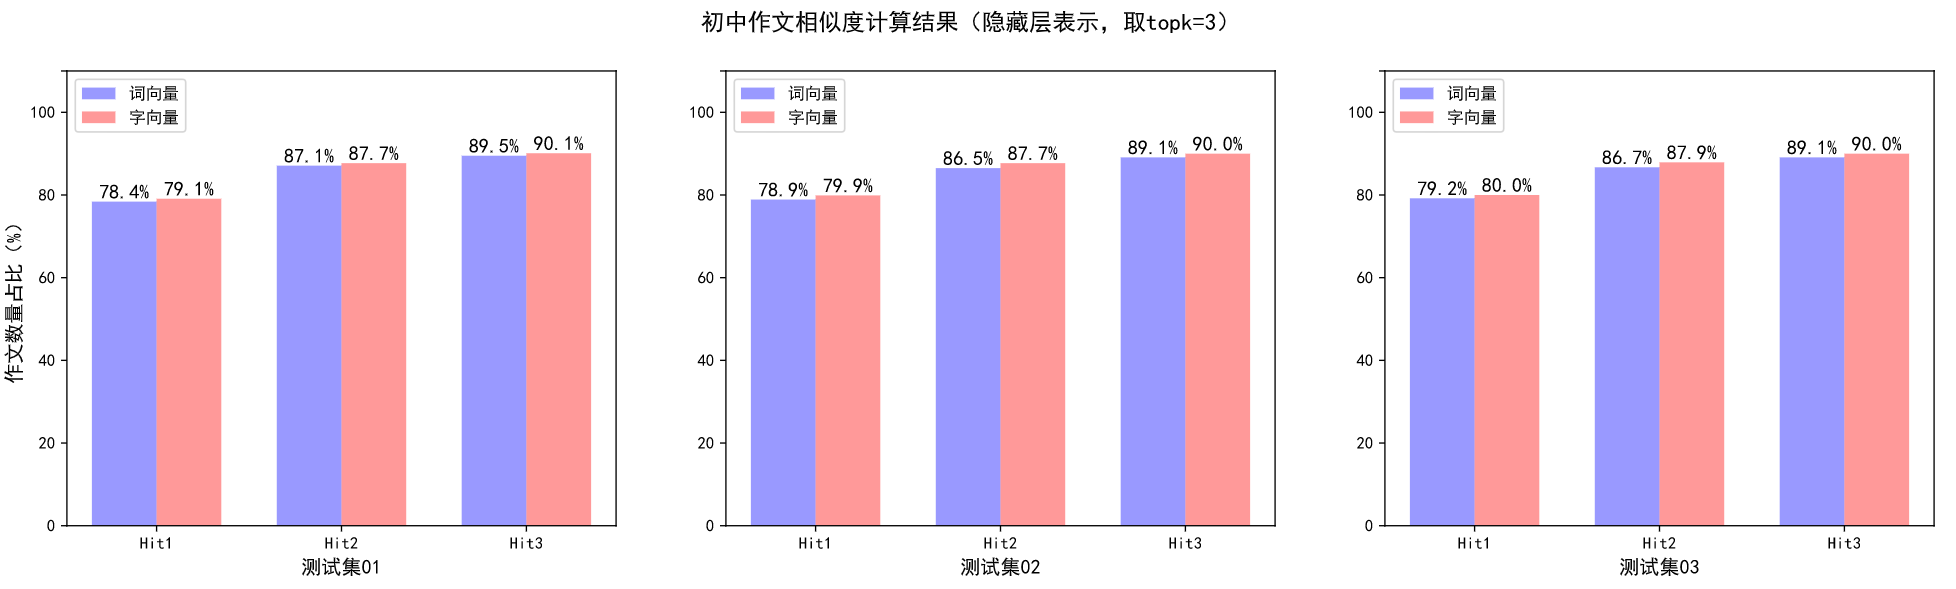 初中作文相似度计算结果（隐藏层表示，取topk=3）
作文数量占比（%）
100
80
60
40
20
0
词向量
字向量
78.4% 79.1%
87.1% 87.7%
89.5% 90.1%
Hit1 Hit2 Hit3
测试集01
100
80
60
40
20
0
词向量
字向量
78.9% 79.9%
86.5% 87.7%
89.1% 90.0%
Hit1 Hit2 Hit3
测试集02
100
80
60
40
20
0
词向量
字向量
79.2% 80.0%
86.7% 87.9%
89.1% 90.0%
Hit1 Hit2 Hit3
测试集03